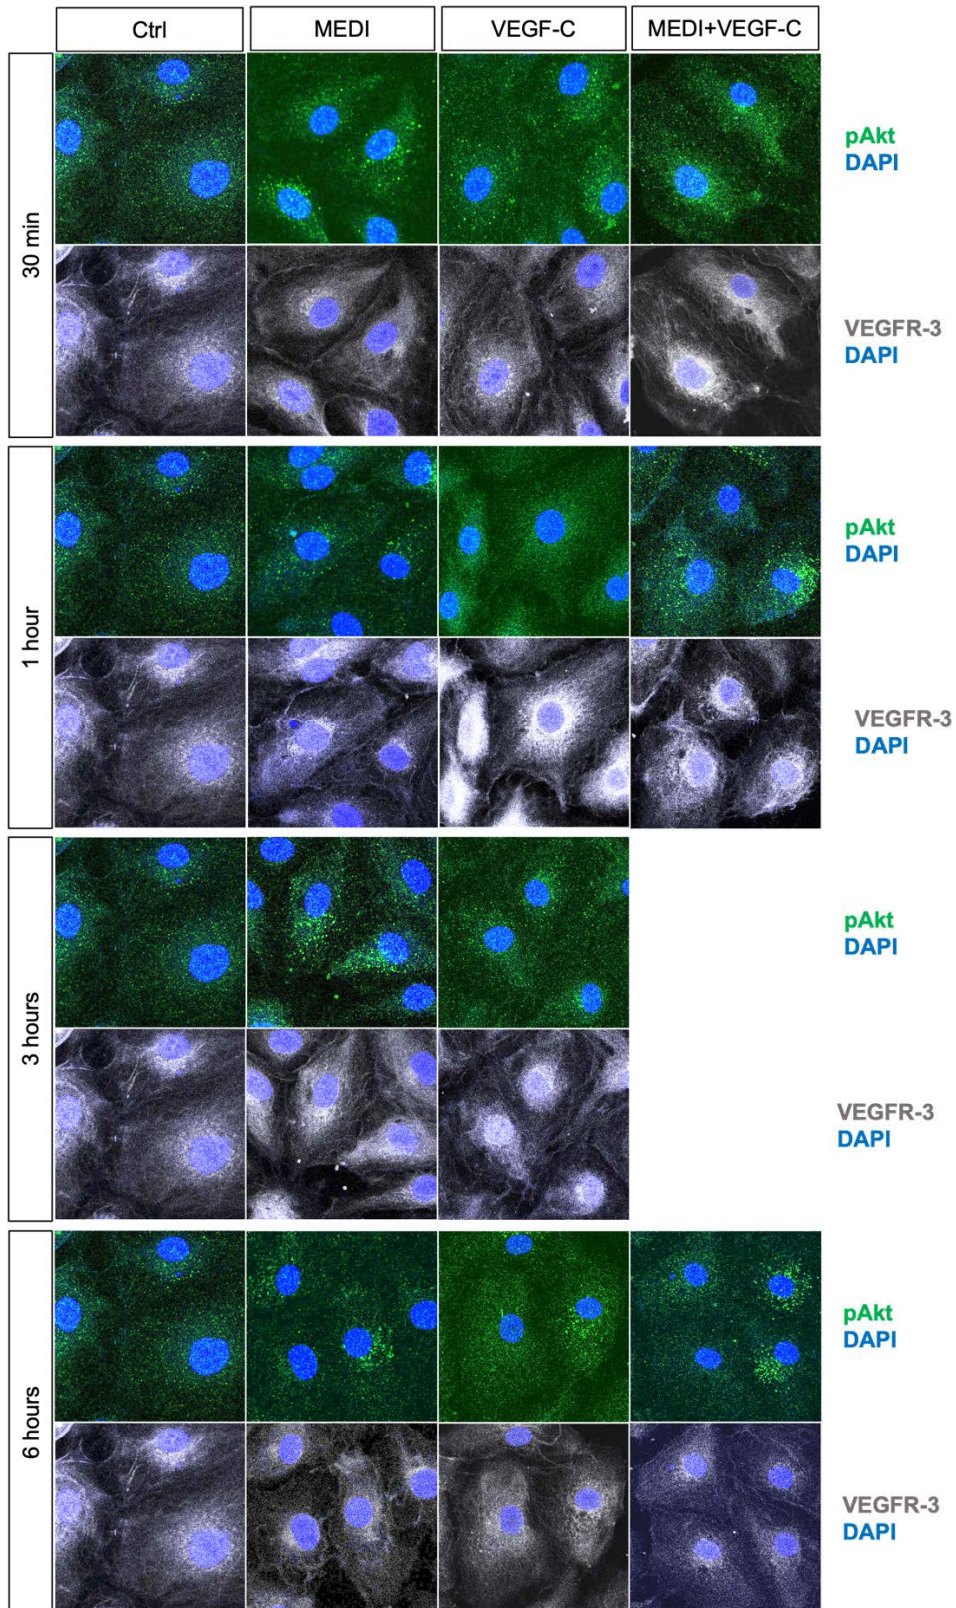 Ctrl
MEDI
VEGF-C
MEDI+VEGF-C
30 min
pAkt
DAPI
VEGFR-3
DAPI
1 hour
pAkt
DAPI
VEGFR-3
DAPI
3 hours
pAkt
DAPI
VEGFR-3
DAPI
6 hours
pAkt
DAPI
VEGFR-3
DAPI